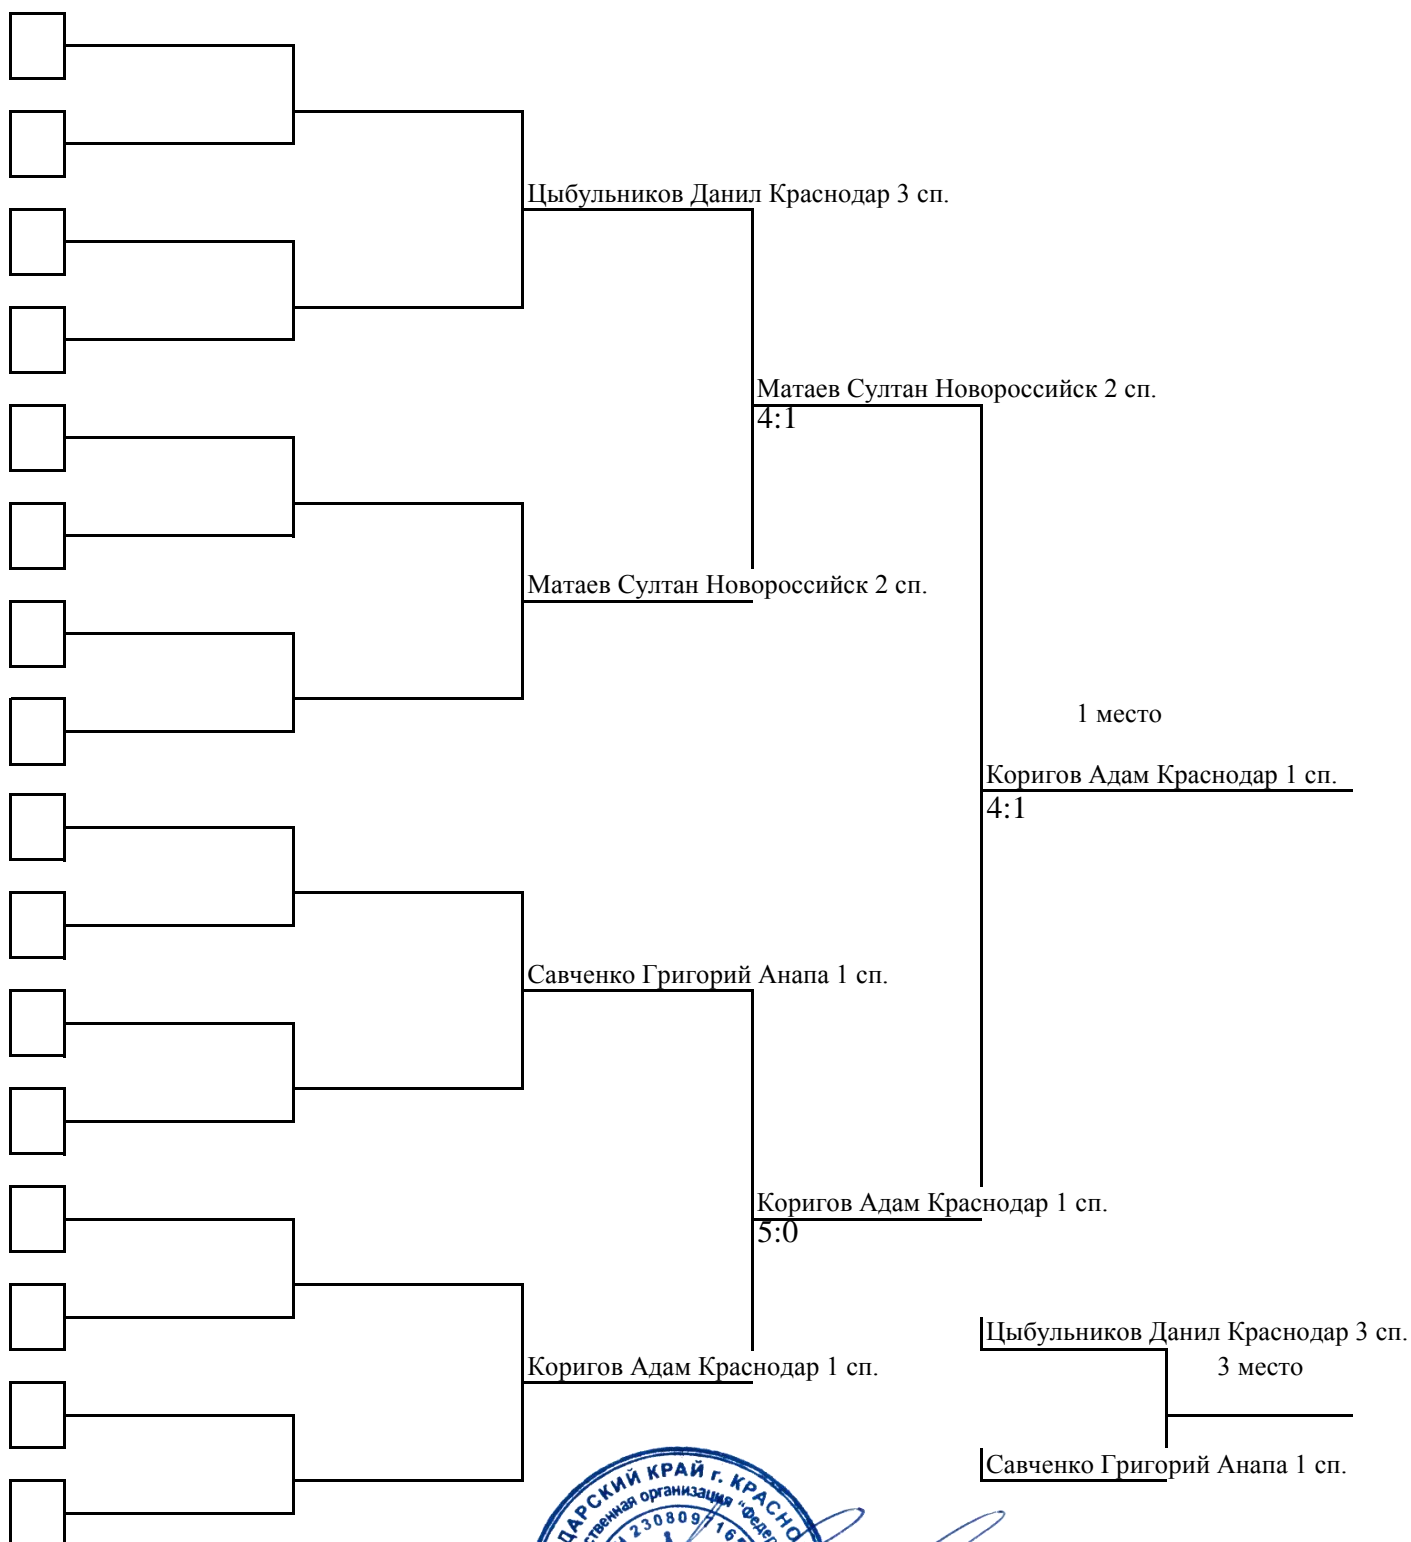 Цыбульников Данил Краснодар 3 сп.
Матаев Султан Новороссийск 2 сп.
4:1
Матаев Султан Новороссийск 2 сп.
1 место
Коригов Адам Краснодар 1 сп.
4:1
Савченко Григорий Анапа 1 сп.
Коригов Адам Краснодар 1 сп.
5:0
Цыбульников Данил Краснодар 3 сп.
Коригов Адам Краснодар 1 сп.
3 место
Савченко Григорий Анапа 1 сп.
КРАЙ г.
организация